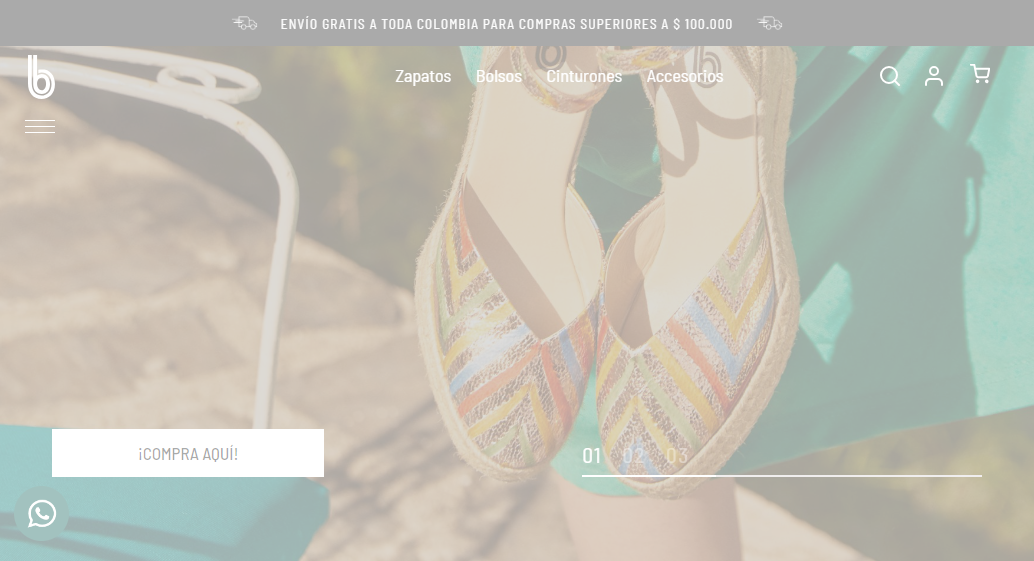 ENVÍO GRATIS A TODA COLOMBIA PARA COMPRAS SUPERIORES A $ 100.000
b
Zapatos Bolsos Cinturones Accesorios
¡COMPRA AQUÍ!
01 02 03